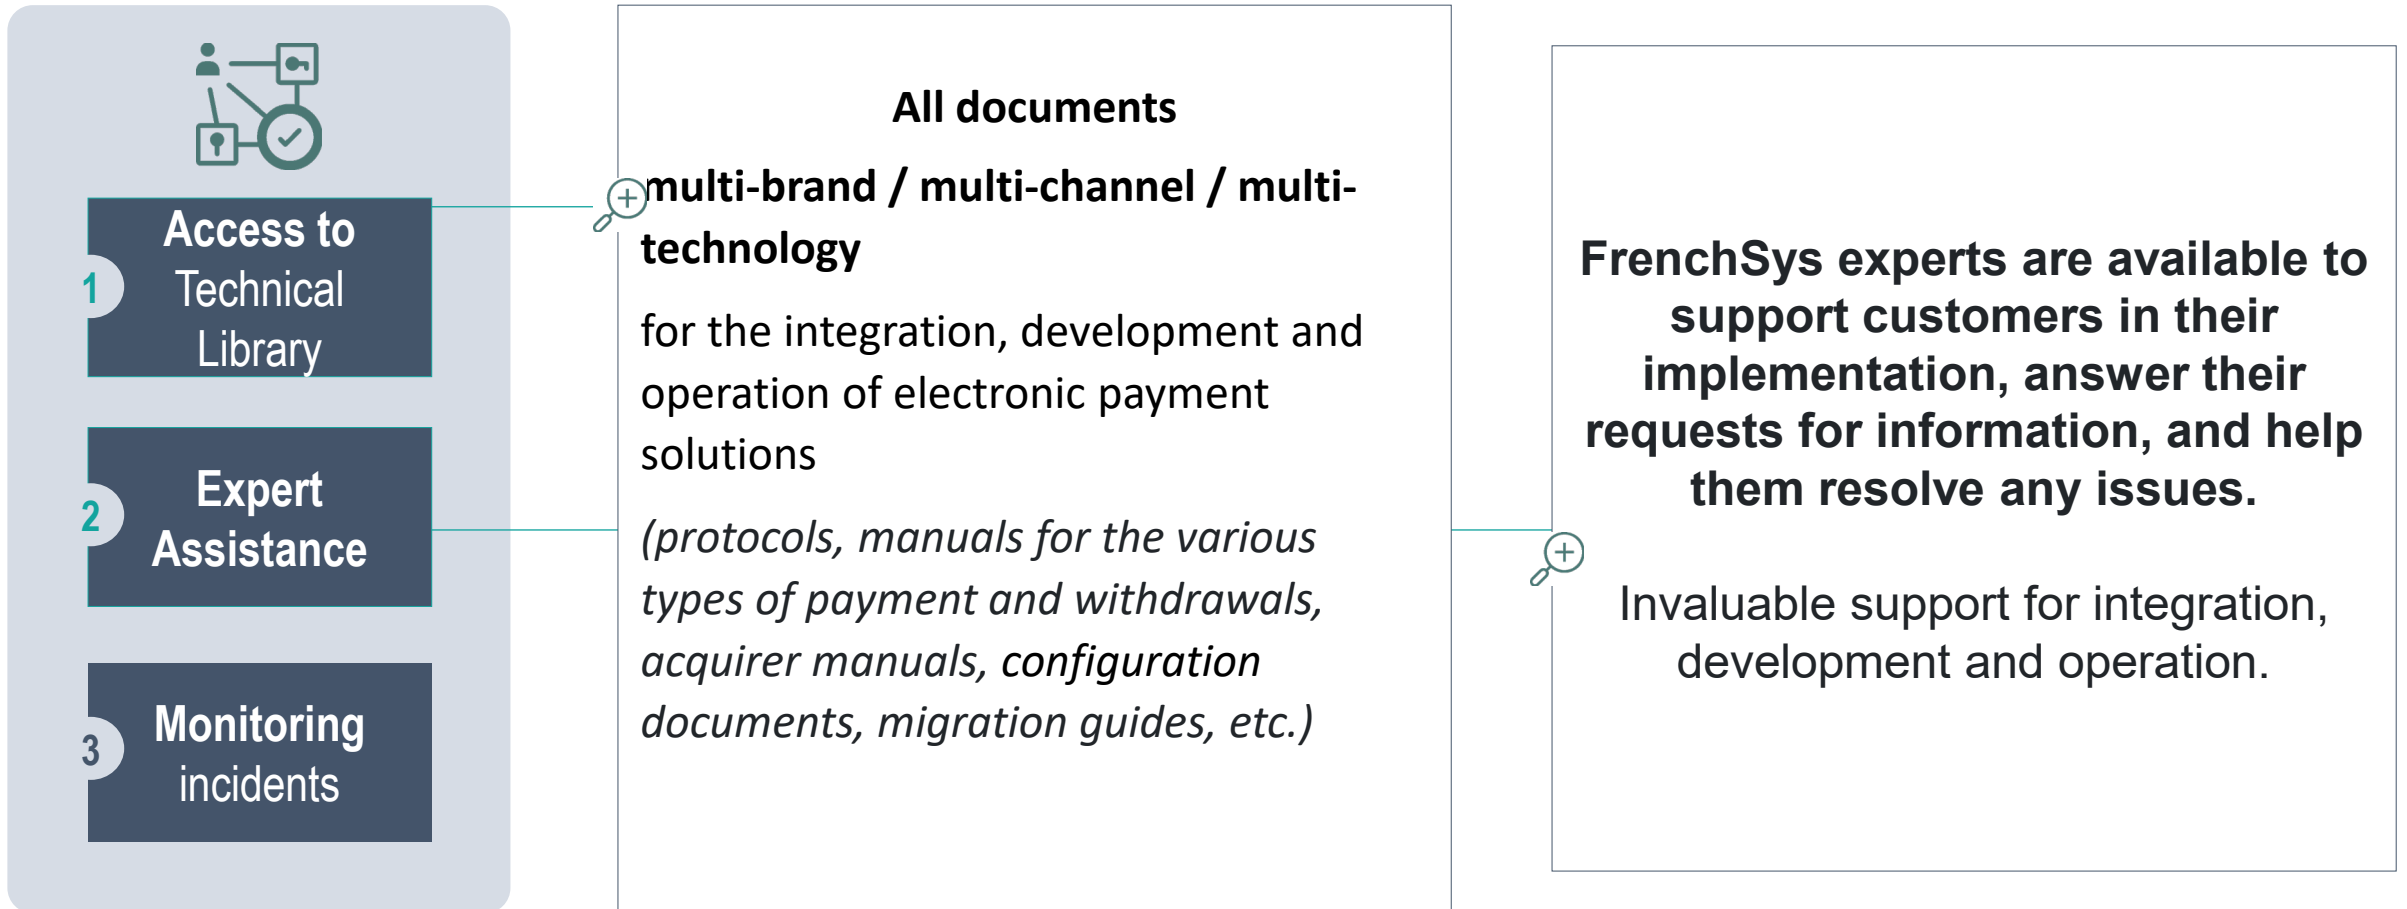 1
Access to
Technical
Library
2
Expert
Assistance
3
Monitoring
incidents
All documents
multi-brand / multi-channel / multi-
technology
for the integration, development and
operation of electronic payment
solutions
(protocols, manuals for the various
types of payment and withdrawals,
acquirer manuals, configuration
documents, migration guides, etc.)
FrenchSys experts are available to
support customers in their
implementation, answer their
requests for information, and help
them resolve any issues.
Invaluable support for integration,
development and operation.